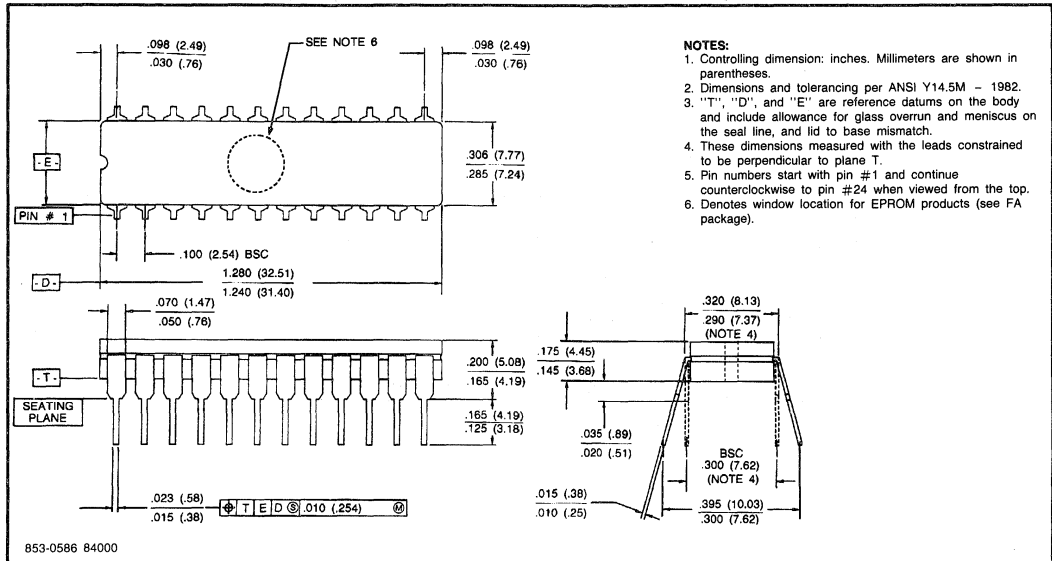 .098 (2.49)
.030 (.76)
SEE NOTE 6
.098 (2.49)
.030 (.76)
- E -
.306 (7.77)
.285 (7.24)
PIN # 1
.100 (2.54) BSC
- D -
1.280 (32.51)
1.240 (31.40)
.070 (1.47)
.050 (.76)
- T -
.200 (5.08)
.165 (4.19)
SEATING
PLANE
.165 (4.19)
.125 (3.18)
.023 (.58)
.015 (.38)
⌖ T E D Ⓢ .010 (.254) Ⓜ
853-0586 84000
NOTES:
1. Controlling dimension: inches. Millimeters are shown in
parentheses.
2. Dimensions and tolerancing per ANSI Y14.5M – 1982.
3. "T", "D", and "E" are reference datums on the body
and include allowance for glass overrun and meniscus on
the seal line, and lid to base mismatch.
4. These dimensions measured with the leads constrained
to be perpendicular to plane T.
5. Pin numbers start with pin #1 and continue
counterclockwise to pin #24 when viewed from the top.
6. Denotes window location for EPROM products (see FA
package).
.320 (8.13)
.290 (7.37)
(NOTE 4)
.175 (4.45)
.145 (3.68)
.035 (.89)
.020 (.51)
BSC
.300 (7.62)
(NOTE 4)
.015 (.38)
.010 (.25)
.395 (10.03)
.300 (7.62)